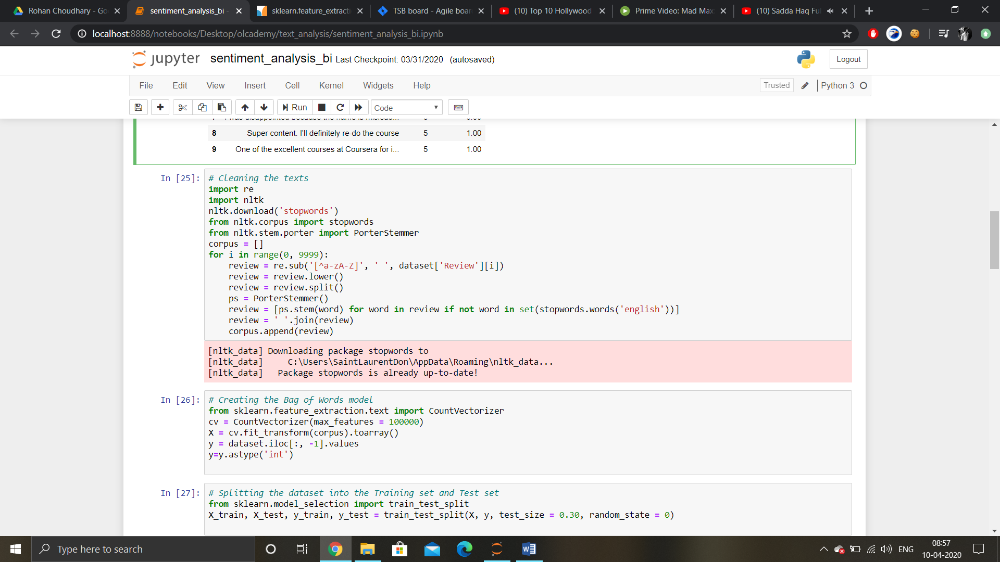 Rohan Choudhary - Go
sentiment_analysis_bi -
sklearn.feature_extracti
TSB board - Agile boar
(10) Top 10 Hollywood
Prime Video: Mad Max
(10) Sadda Haq Ful
localhost:8888/notebooks/Desktop/olcademy/text_analysis/sentiment_analysis_bi.ipynb
jupyter sentiment_analysis_bi Last Checkpoint: 03/31/2020 (autosaved)
Logout
File Edit View Insert Cell Kernel Widgets Help
Trusted Python 3
Run Code
8 Super content. I'll definitely re-do the course 5 1.00
9 One of the excellent courses at Coursera for i... 5 1.00
In [25]: # Cleaning the texts
import re
import nltk
nltk.download('stopwords')
from nltk.corpus import stopwords
from nltk.stem.porter import PorterStemmer
corpus = []
for i in range(0, 9999):
    review = re.sub('[^a-zA-Z]', ' ', dataset['Review'][i])
    review = review.lower()
    review = review.split()
    ps = PorterStemmer()
    review = [ps.stem(word) for word in review if not word in set(stopwords.words('english'))]
    review = ' '.join(review)
    corpus.append(review)
[nltk_data] Downloading package stopwords to
[nltk_data]     C:\Users\SaintLaurentDon\AppData\Roaming\nltk_data...
[nltk_data]   Package stopwords is already up-to-date!
In [26]: # Creating the Bag of Words model
from sklearn.feature_extraction.text import CountVectorizer
cv = CountVectorizer(max_features = 100000)
X = cv.fit_transform(corpus).toarray()
y = dataset.iloc[:, -1].values
y=y.astype('int')
In [27]: # Splitting the dataset into the Training set and Test set
from sklearn.model_selection import train_test_split
X_train, X_test, y_train, y_test = train_test_split(X, y, test_size = 0.30, random_state = 0)
Type here to search
ENG
08:57
10-04-2020